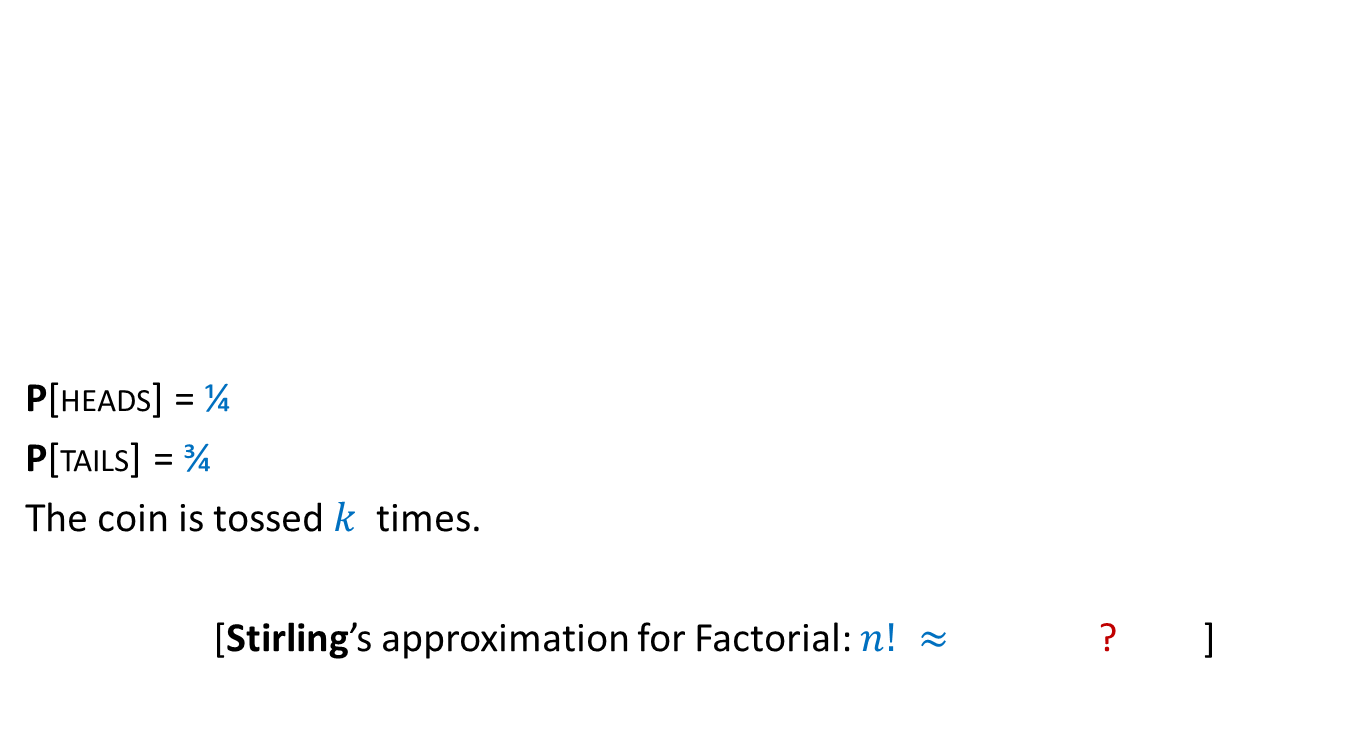 P[HEADS] = ¼
P[TAILS] = ¾
The coin is tossed k times.
[Stirling’s approximation for Factorial: n! ≈ ? ]